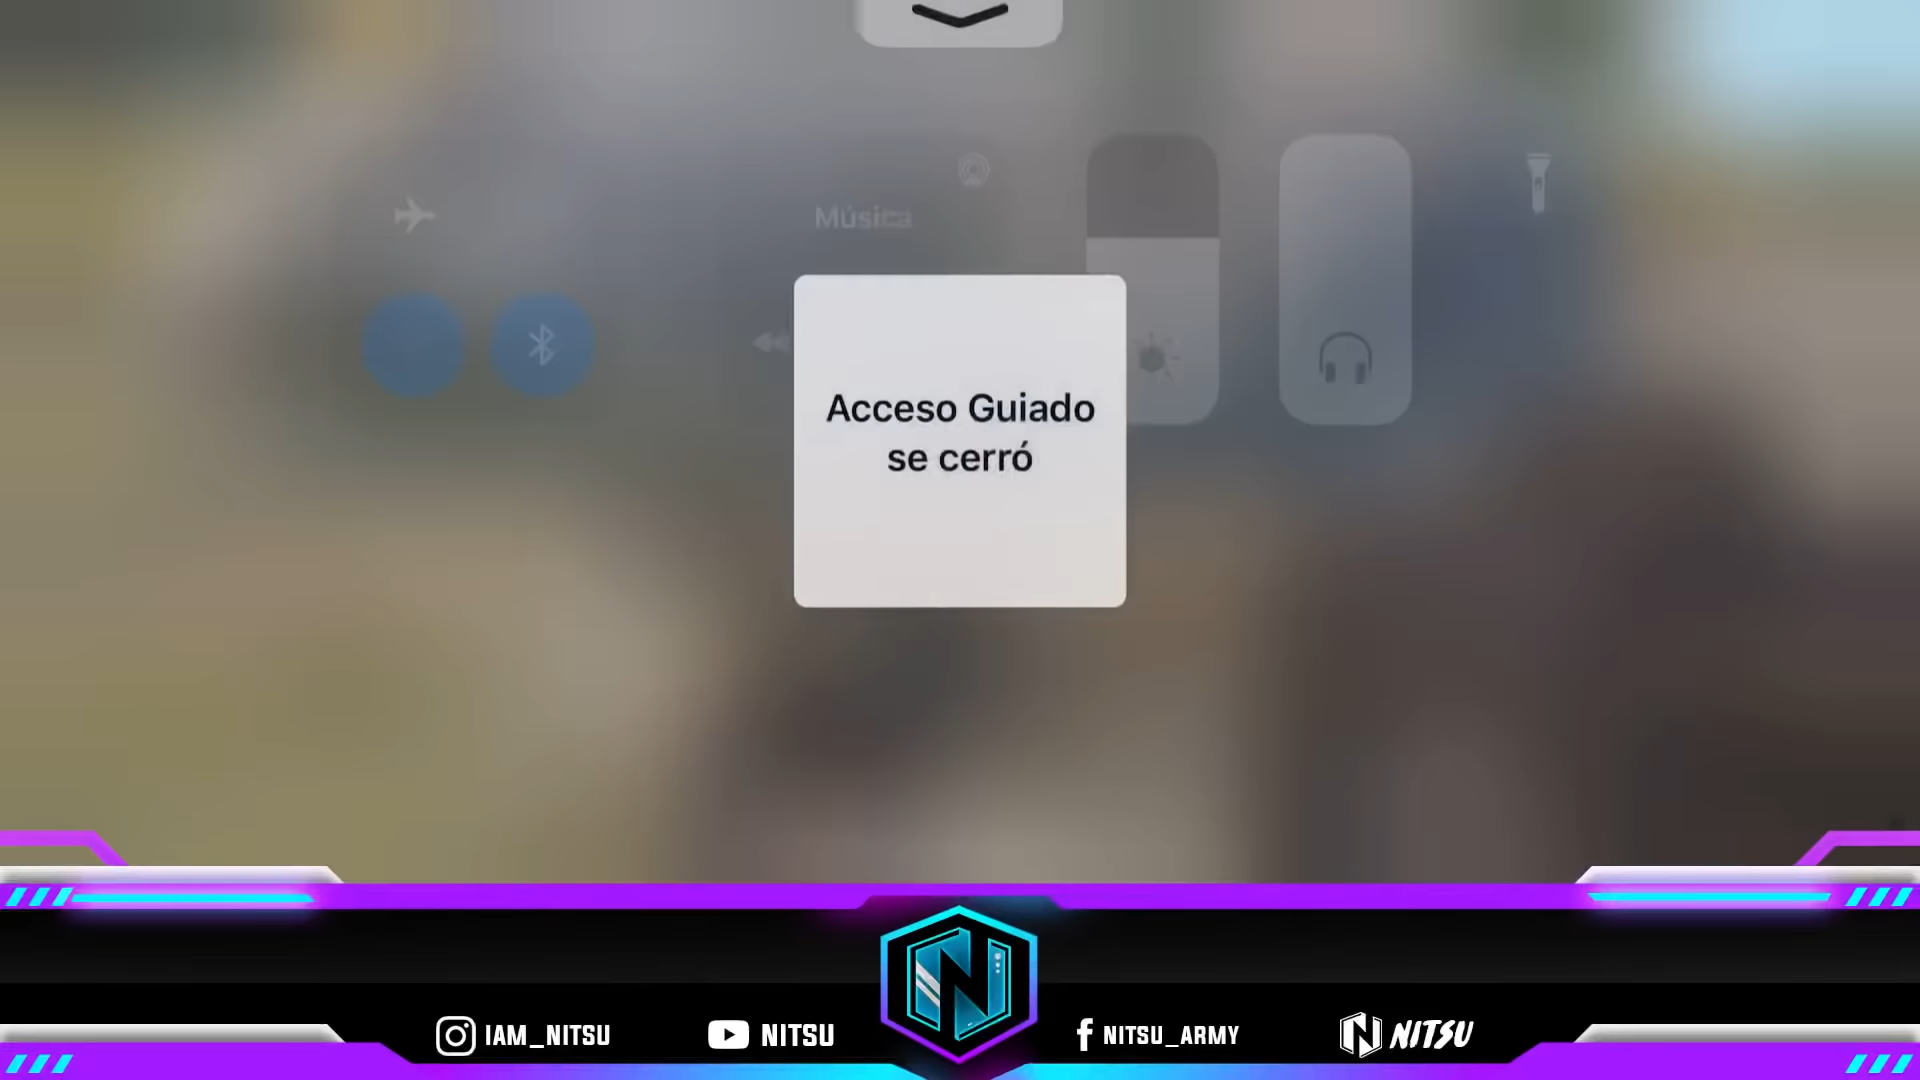 Música
Acceso Guiado
se cerró
IAM_NITSU
NITSU
NITSU_ARMY
NITSU